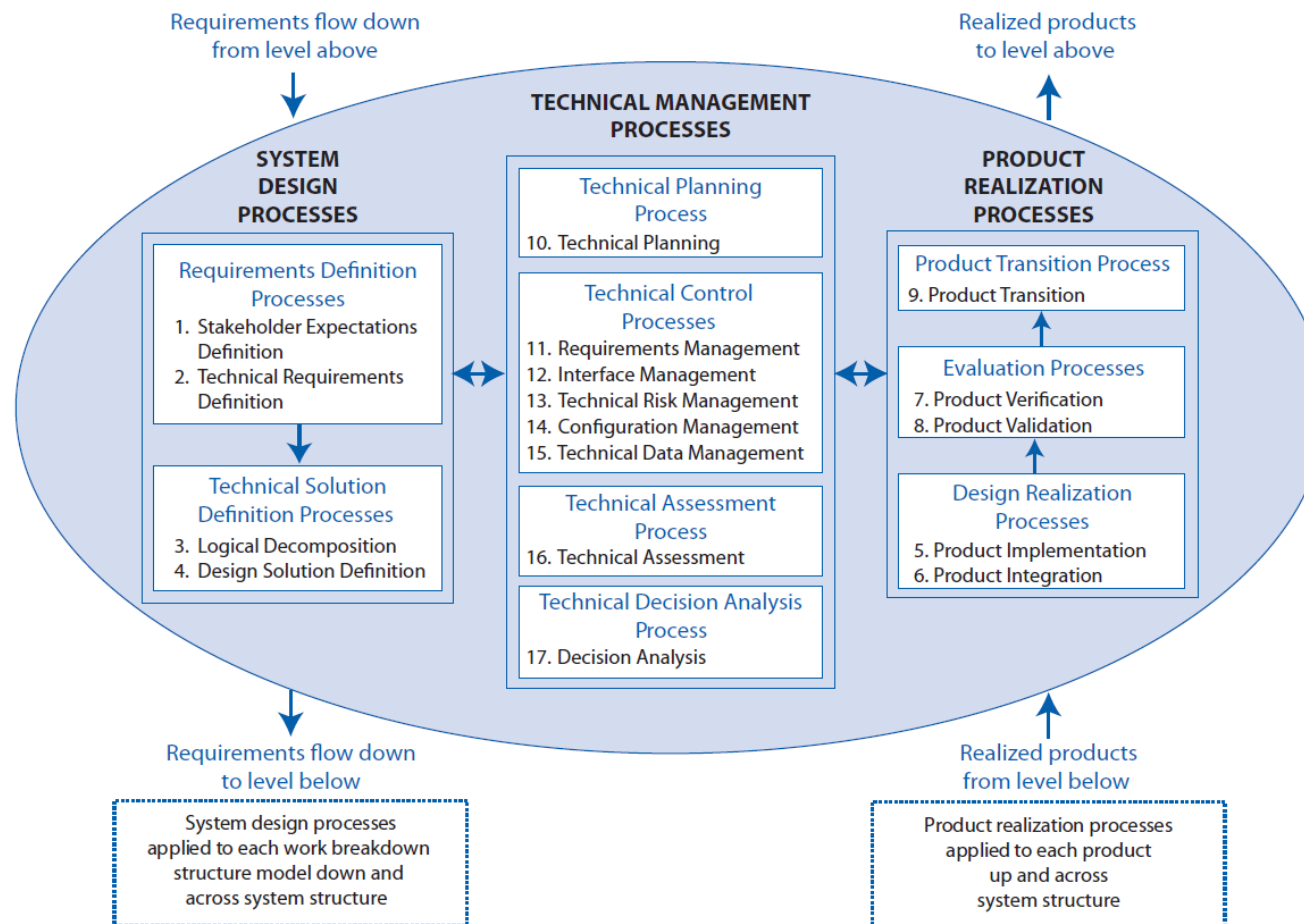 Requirements flow down
from level above
Realized products
to level above
TECHNICAL MANAGEMENT
PROCESSES
SYSTEM
DESIGN
PROCESSES
Requirements Definition
Processes
1. Stakeholder Expectations
Definition
2. Technical Requirements
Definition
Technical Solution
Definition Processes
3. Logical Decomposition
4. Design Solution Definition
Technical Planning
Process
10. Technical Planning
Technical Control
Processes
11. Requirements Management
12. Interface Management
13. Technical Risk Management
14. Configuration Management
15. Technical Data Management
Technical Assessment
Process
16. Technical Assessment
Technical Decision Analysis
Process
17. Decision Analysis
PRODUCT
REALIZATION
PROCESSES
Product Transition Process
9. Product Transition
Evaluation Processes
7. Product Verification
8. Product Validation
Design Realization
Processes
5. Product Implementation
6. Product Integration
Requirements flow down
to level below
System design processes
applied to each work breakdown
structure model down and
across system structure
Realized products
from level below
Product realization processes
applied to each product
up and across
system structure